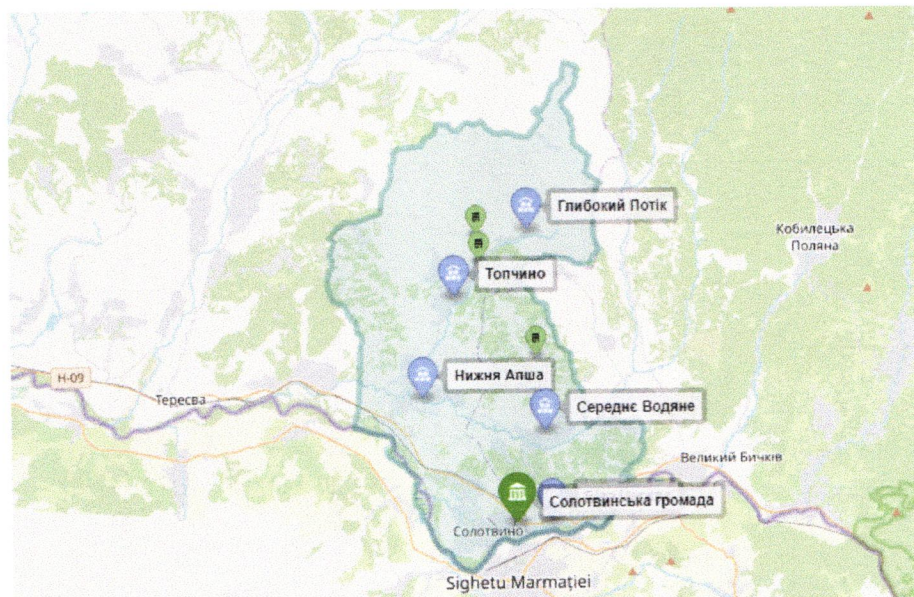 Глибокий Потік
Кобилецька
Поляна
Топчино
Нижня Апша
Н-09
Тересва
Середнє Водяне
Великий Бичків
Солотвинська громада
Солотвино
Sighetu Marmației